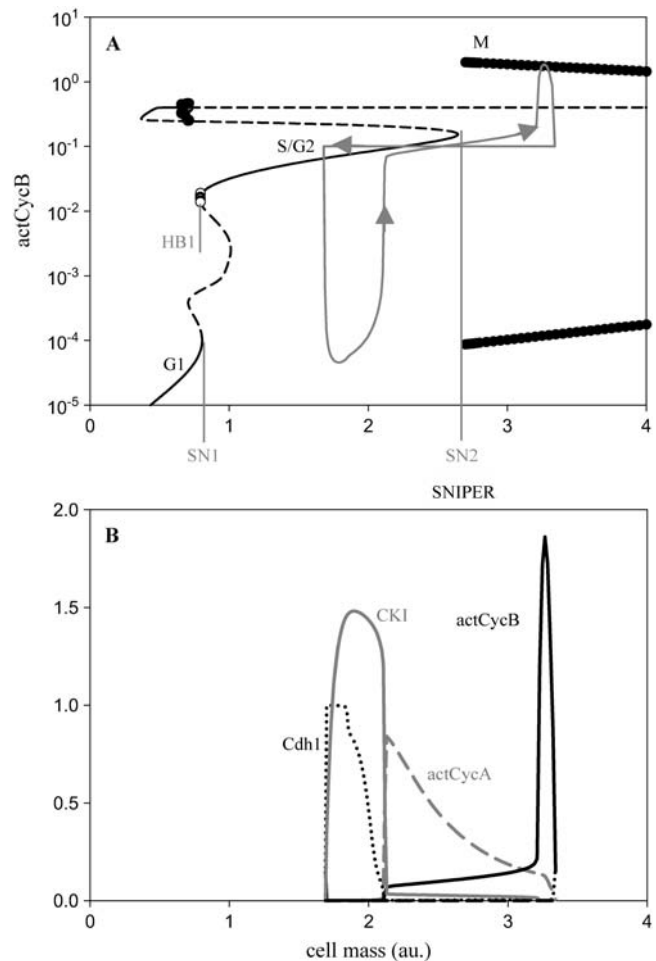 A
M
actCycB
10^1
10^0
10^-1
10^-2
10^-3
10^-4
10^-5
S/G2
HB1
G1
0 1 2 3 4
SN1 SN2
SNIPER
B
2.0
1.5
1.0
0.5
0.0
CKI
actCycB
Cdh1
actCycA
0 1 2 3 4
cell mass (au.)